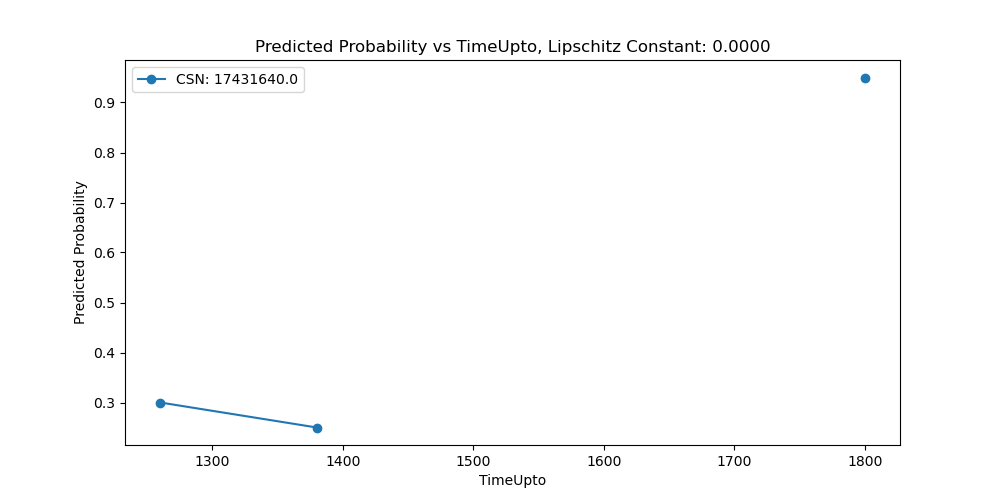 Predicted Probability vs TimeUpto, Lipschitz Constant: 0.0000
CSN: 17431640.0
Predicted Probability
0.9
0.8
0.7
0.6
0.5
0.4
0.3
1300 1400 1500 1600 1700 1800
TimeUpto